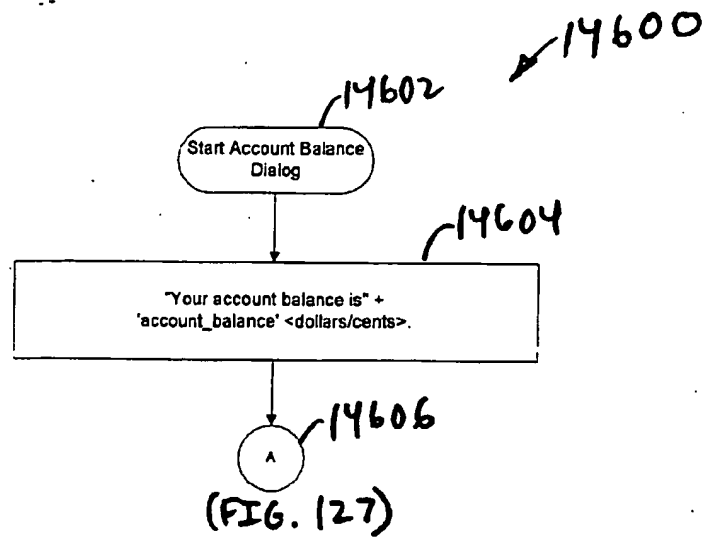 14600
14602
Start Account Balance
Dialog
14604
"Your account balance is" +
'account_balance' <dollars/cents>.
14606
A
(FIG. 127)